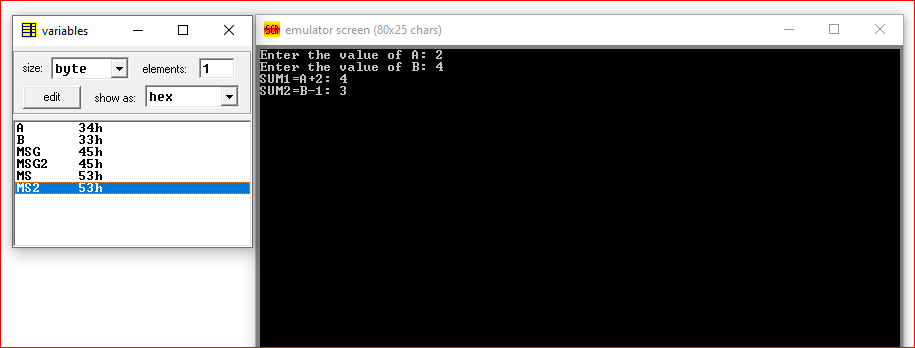 variables
size: byte elements: 1
edit show as: hex
A 34h
B 33h
MSG 45h
MSG2 45h
MS 53h
MS2 53h
SCR emulator screen (80x25 chars)
Enter the value of A: 2
Enter the value of B: 4
SUM1=A+2: 4
SUM2=B-1: 3